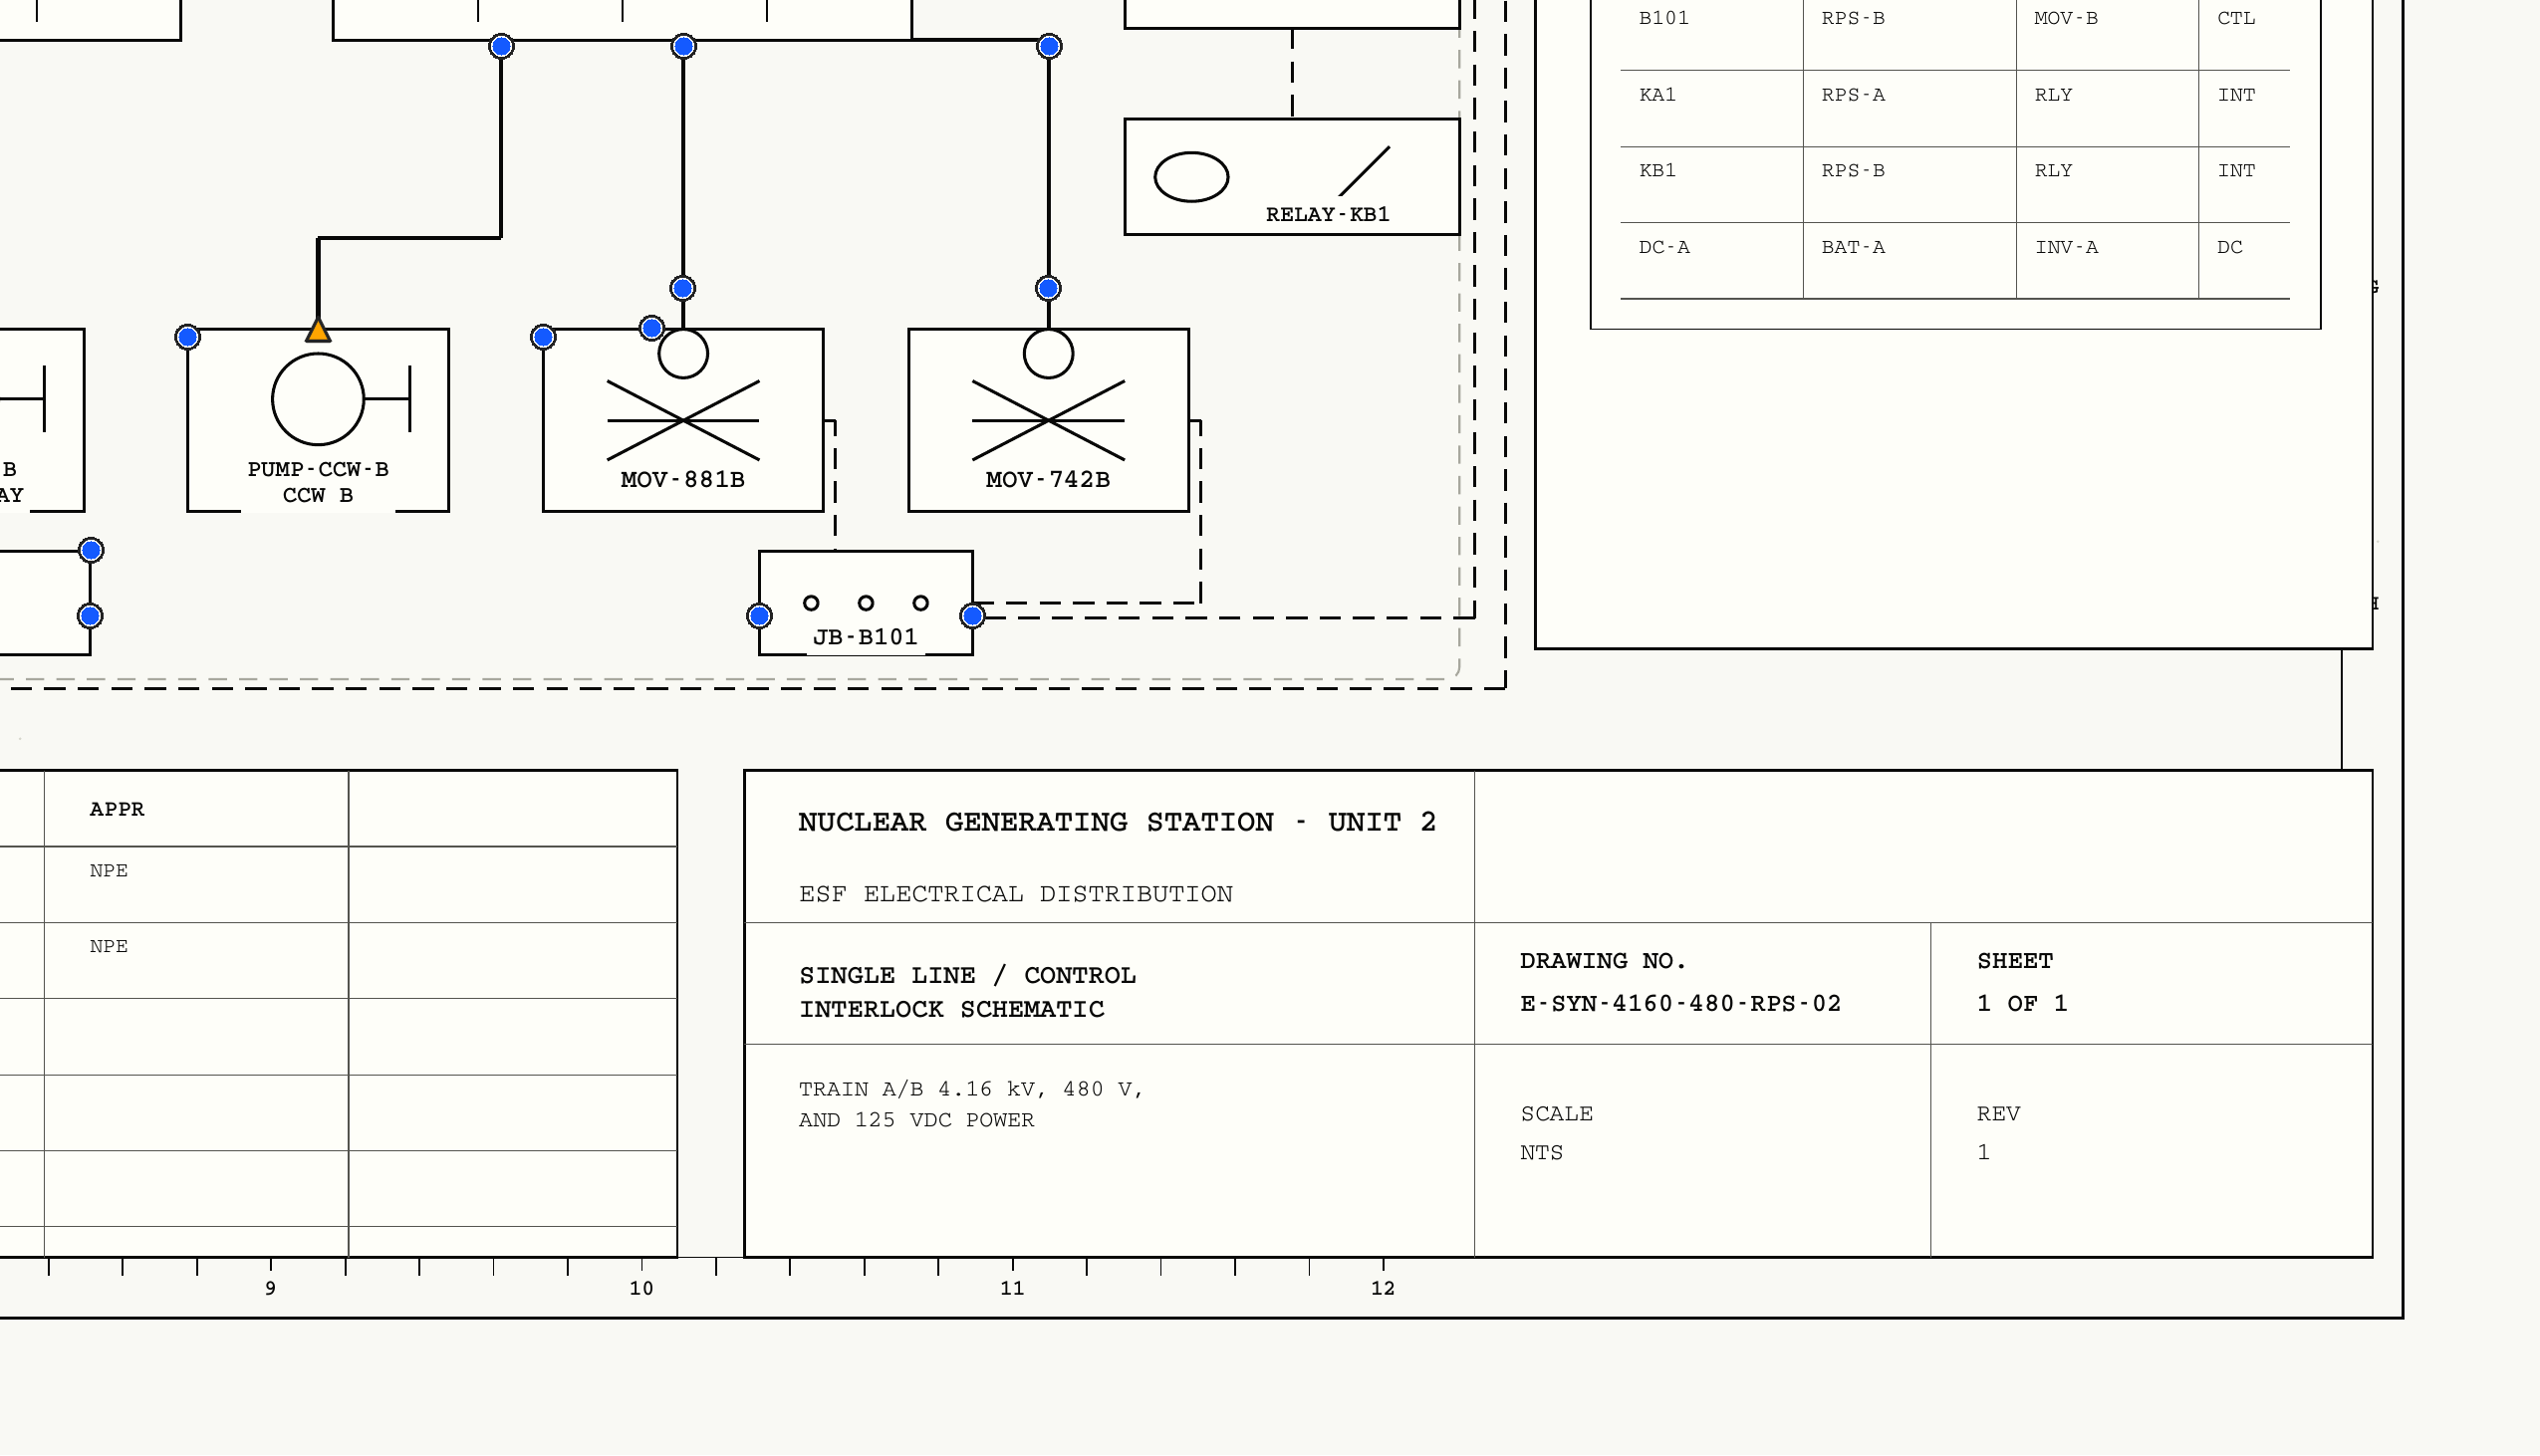 B101 RPS-B MOV-B CTL
KA1 RPS-A RLY INT
KB1 RPS-B RLY INT
DC-A BAT-A INV-A DC
RELAY-KB1
B
AY
PUMP-CCW-B
CCW B
MOV-881B
MOV-742B
JB-B101
APPR
NPE
NPE
NUCLEAR GENERATING STATION - UNIT 2
ESF ELECTRICAL DISTRIBUTION
SINGLE LINE / CONTROL
INTERLOCK SCHEMATIC
DRAWING NO.
E-SYN-4160-480-RPS-02
SHEET
1 OF 1
TRAIN A/B 4.16 kV, 480 V,
AND 125 VDC POWER
SCALE
NTS
REV
1
9 10 11 12